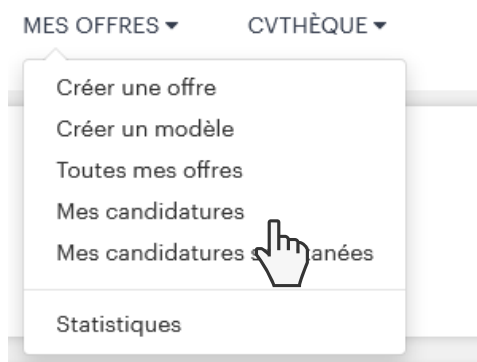 MES OFFRES CVTHÈQUE
Créer une offre
Créer un modèle
Toutes mes offres
Mes candidatures
Mes candidatures
Statistiques